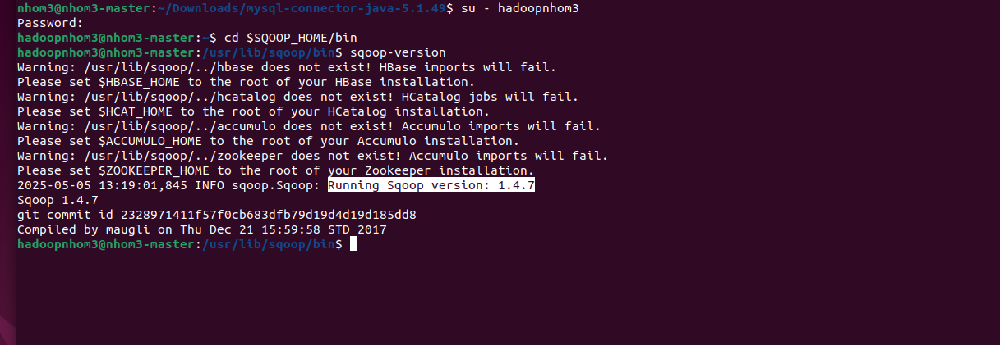 nhom3@nhom3-master:~/Downloads/mysql-connector-java-5.1.49$ su - hadoopnhom3
Password:
hadoopnhom3@nhom3-master:~$ cd $SQOOP_HOME/bin
hadoopnhom3@nhom3-master:/usr/lib/sqoop/bin$ sqoop-version
Warning: /usr/lib/sqoop/../hbase does not exist! HBase imports will fail.
Please set $HBASE_HOME to the root of your HBase installation.
Warning: /usr/lib/sqoop/../hcatalog does not exist! HCatalog jobs will fail.
Please set $HCAT_HOME to the root of your HCatalog installation.
Warning: /usr/lib/sqoop/../accumulo does not exist! Accumulo imports will fail.
Please set $ACCUMULO_HOME to the root of your Accumulo installation.
Warning: /usr/lib/sqoop/../zookeeper does not exist! Accumulo imports will fail.
Please set $ZOOKEEPER_HOME to the root of your Zookeeper installation.
2025-05-05 13:19:01,845 INFO sqoop.Sqoop: Running Sqoop version: 1.4.7
Sqoop 1.4.7
git commit id 2328971411f57f0cb683dfb79d19d4d19d185dd8
Compiled by maugli on Thu Dec 21 15:59:58 STD 2017
hadoopnhom3@nhom3-master:/usr/lib/sqoop/bin$